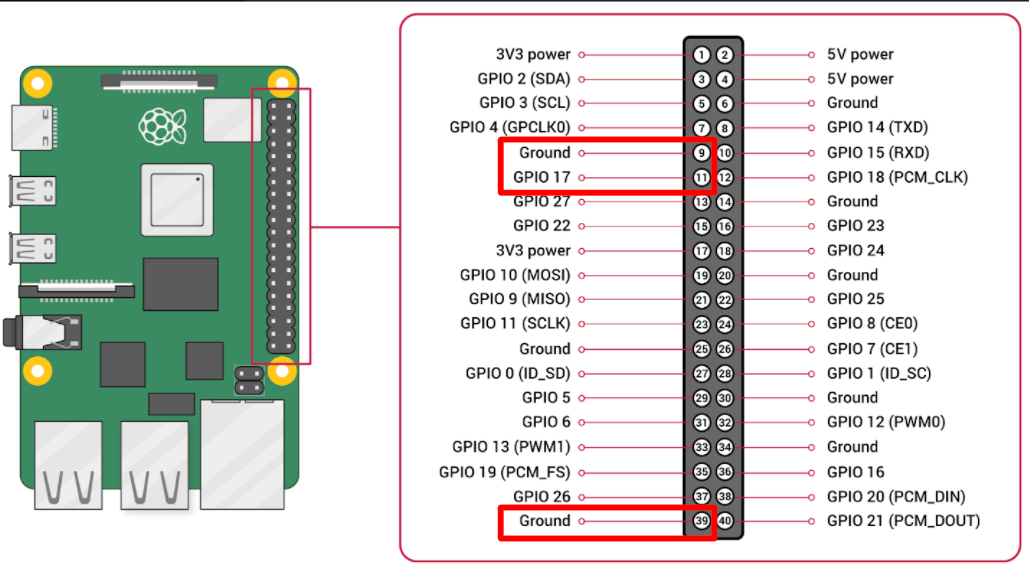 3V3 power 1 2 5V power
GPIO 2 (SDA) 3 4 5V power
GPIO 3 (SCL) 5 6 Ground
GPIO 4 (GPCLK0) 7 8 GPIO 14 (TXD)
Ground 9 10 GPIO 15 (RXD)
GPIO 17 11 12 GPIO 18 (PCM_CLK)
GPIO 27 13 14 Ground
GPIO 22 15 16 GPIO 23
3V3 power 17 18 GPIO 24
GPIO 10 (MOSI) 19 20 Ground
GPIO 9 (MISO) 21 22 GPIO 25
GPIO 11 (SCLK) 23 24 GPIO 8 (CE0)
Ground 25 26 GPIO 7 (CE1)
GPIO 0 (ID_SD) 27 28 GPIO 1 (ID_SC)
GPIO 5 29 30 Ground
GPIO 6 31 32 GPIO 12 (PWM0)
GPIO 13 (PWM1) 33 34 Ground
GPIO 19 (PCM_FS) 35 36 GPIO 16
GPIO 26 37 38 GPIO 20 (PCM_DIN)
Ground 39 40 GPIO 21 (PCM_DOUT)